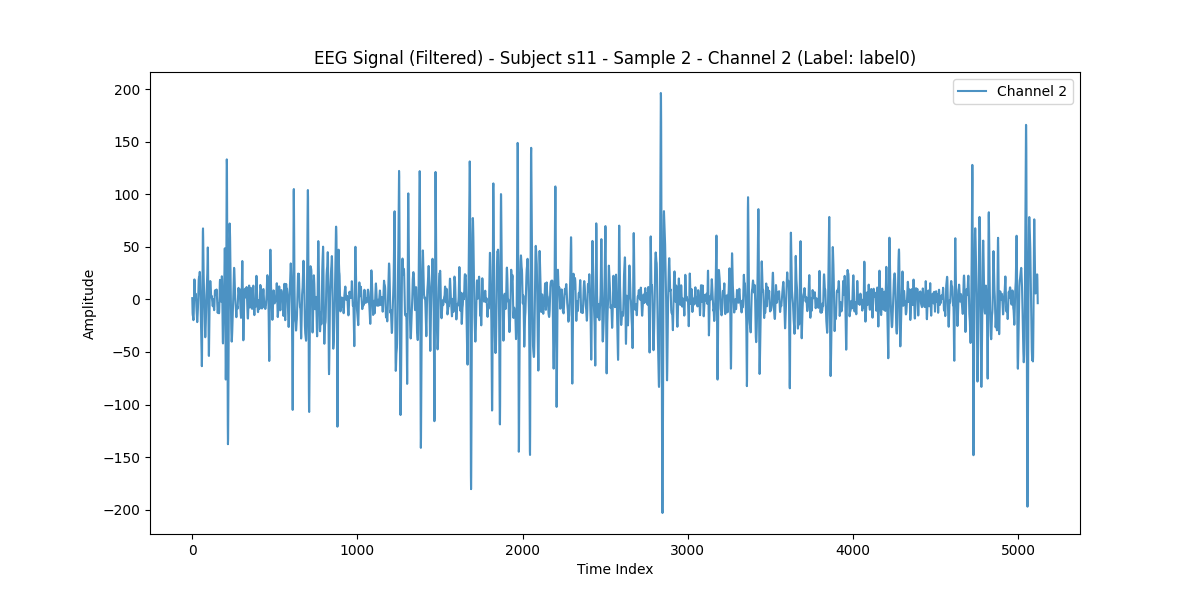 EEG Signal (Filtered) - Subject s11 - Sample 2 - Channel 2 (Label: label0)
Channel 2
200
150
100
50
0
−50
−100
−150
−200
Amplitude
0 1000 2000 3000 4000 5000
Time Index